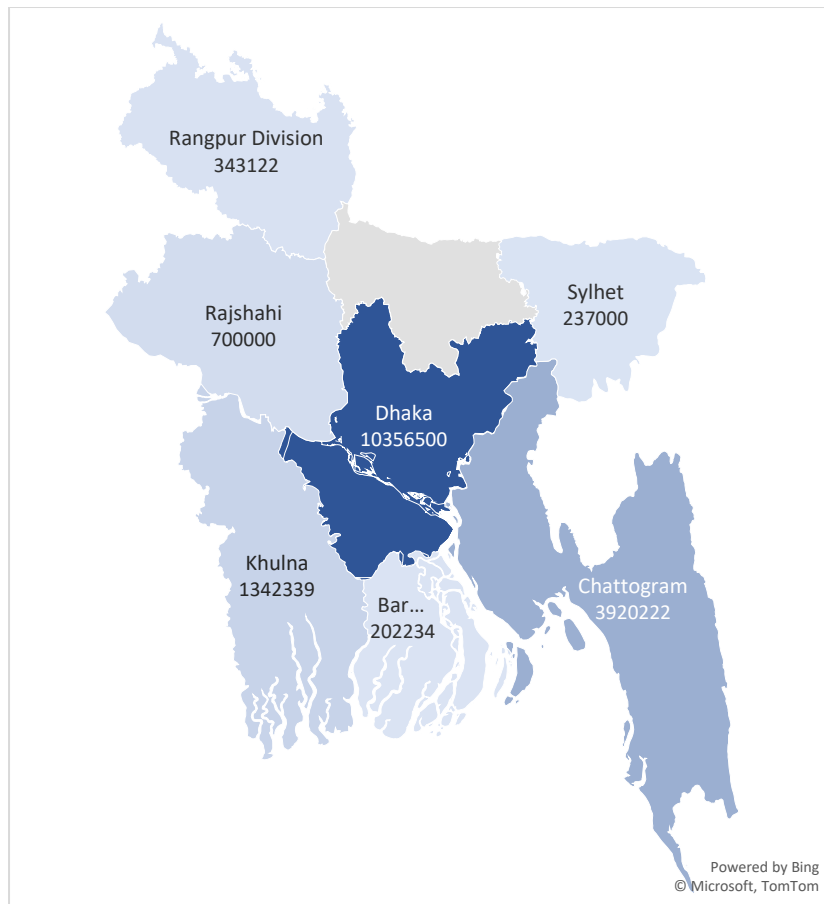 Rangpur Division
343122
Rajshahi
700000
Sylhet
237000
Dhaka
10356500
Khulna
1342339
Bar...
202234
Chattogram
3920222
Powered by Bing
© Microsoft, TomTom